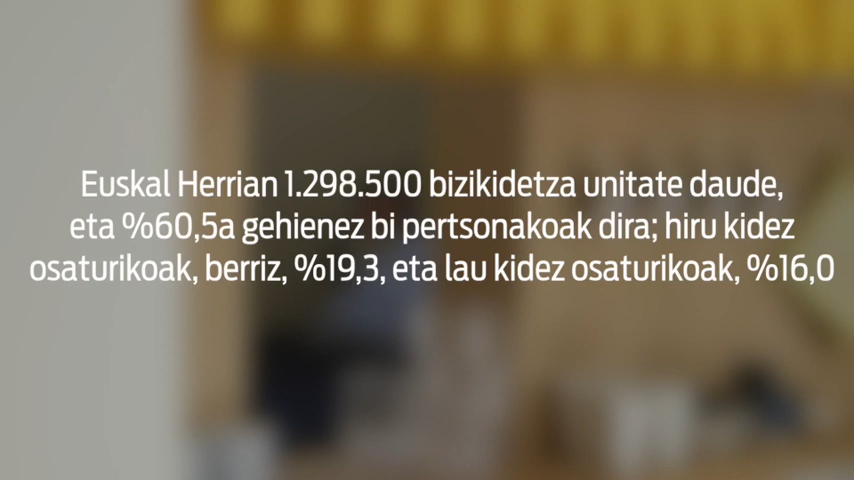 Euskal Herrian 1.298.500 bizikidetza unitate daude,
eta %60,5a gehienez bi pertsonakoak dira; hiru kidez
osaturikoak, berriz, %19,3, eta lau kidez osaturikoak, %16,0